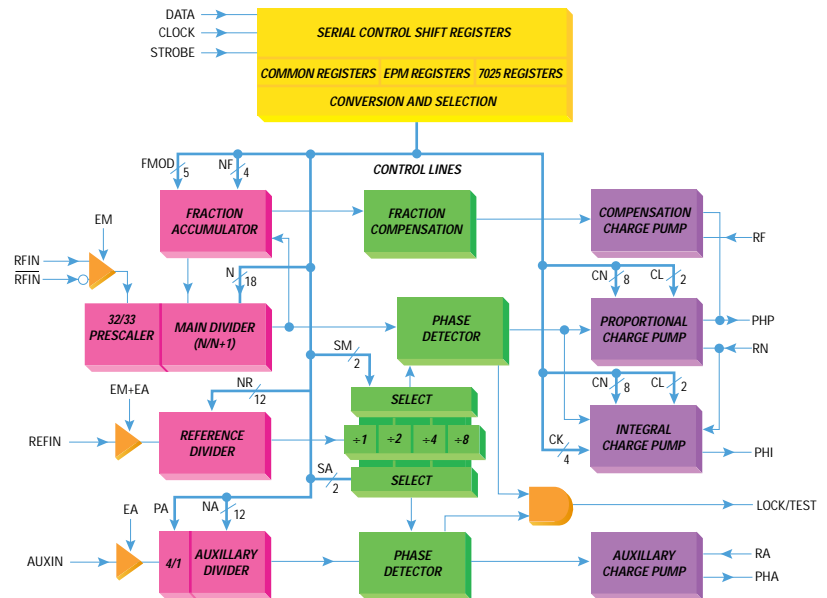 DATA
CLOCK
STROBE
SERIAL CONTROL SHIFT REGISTERS
COMMON REGISTERS EPM REGISTERS 7025 REGISTERS
CONVERSION AND SELECTION
CONTROL LINES
FMOD 5 NF 4
FRACTION
ACCUMULATOR
FRACTION
COMPENSATION
COMPENSATION
CHARGE PUMP
RF
EM
RFIN
RFIN
N 18
CN 8 CL 2
32/33
PRESCALER
MAIN DIVIDER
(N/N+1)
PHASE
DETECTOR
PROPORTIONAL
CHARGE PUMP
PHP
RN
SM 2
CN 8 CL 2
EM+EA
NR 12
SELECT
REFIN
REFERENCE
DIVIDER
÷1 ÷2 ÷4 ÷8
INTEGRAL
CHARGE PUMP
CK 4
PHI
SA 2
SELECT
LOCK/TEST
EA
PA NA 12
AUXIN
4/1
AUXILLARY
DIVIDER
PHASE
DETECTOR
AUXILLARY
CHARGE PUMP
RA
PHA